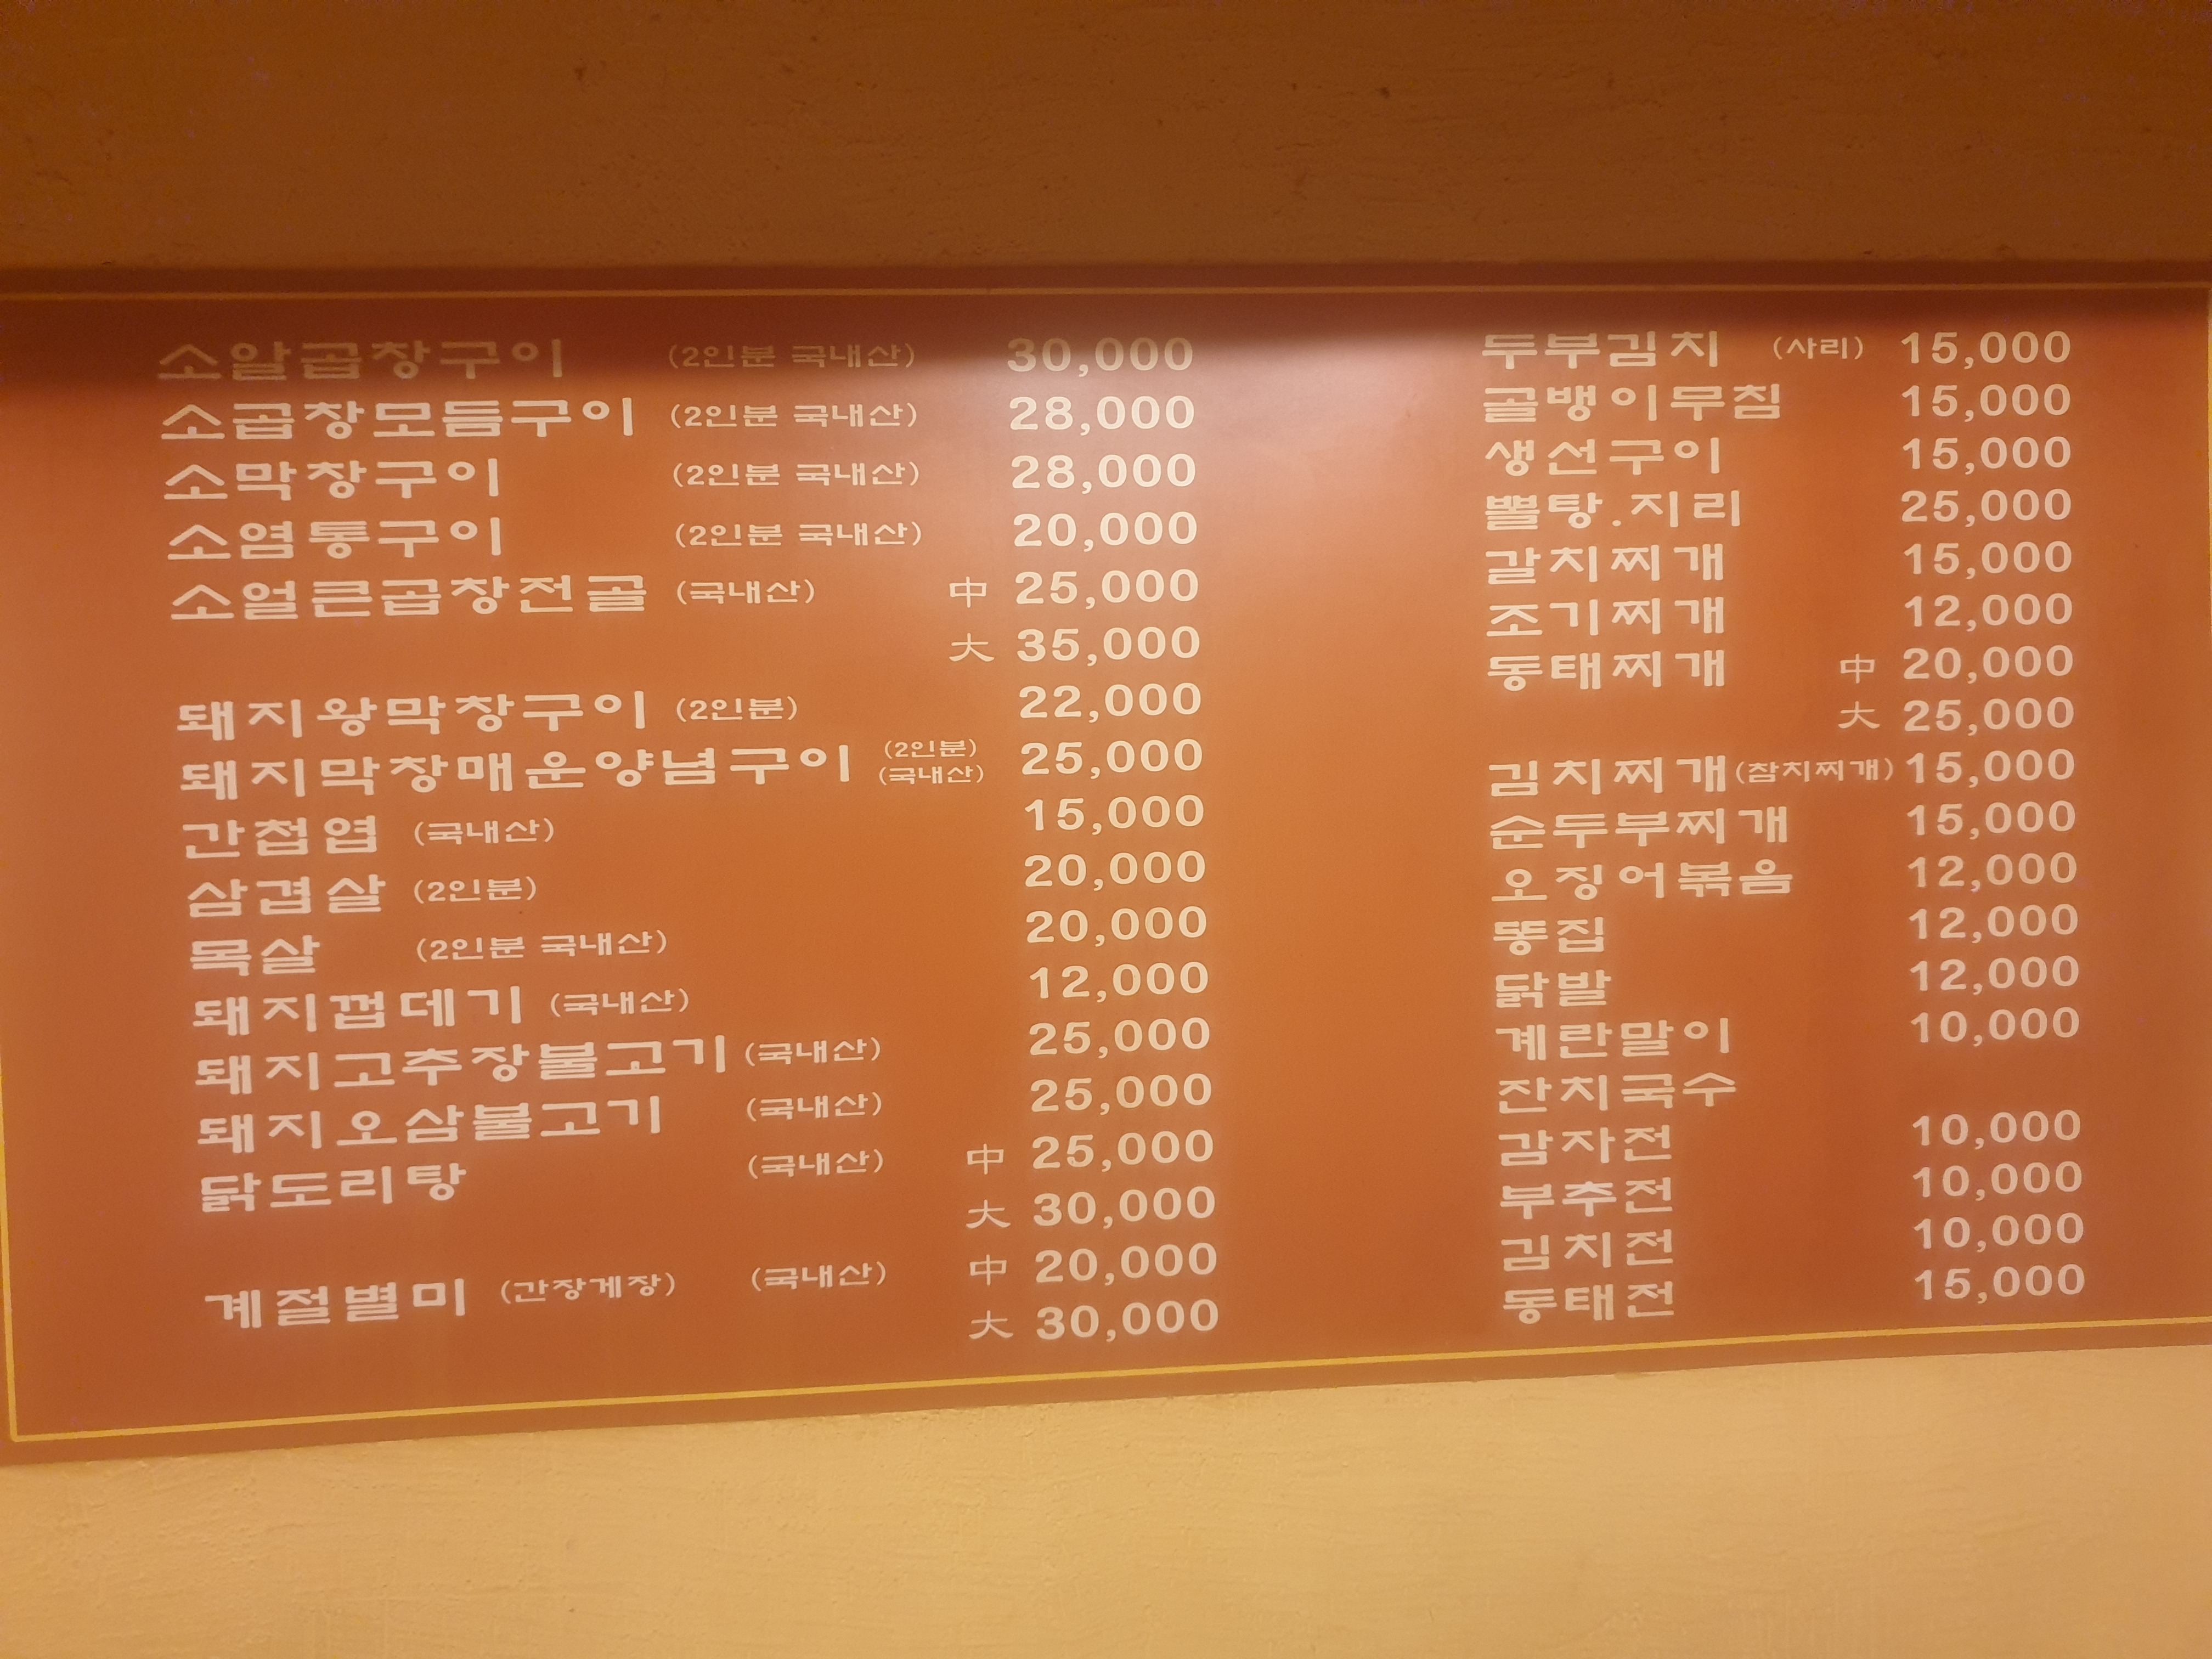 소알곱창구이 (2인분 국내산) 30,000
소곱창모듬구이 (2인분 국내산) 28,000
소막창구이 (2인분 국내산) 28,000
소염통구이 (2인분 국내산) 20,000
소얼큰곱창전골 (국내산) 中 25,000
大 35,000
돼지왕막창구이 (2인분) 22,000
돼지막창매운양념구이 (2인분) (국내산) 25,000
간첩엽 (국내산) 15,000
삼겹살 (2인분) 20,000
목살 (2인분 국내산) 20,000
돼지껍데기 (국내산) 12,000
돼지고추장불고기 (국내산) 25,000
돼지오삼불고기 (국내산) 25,000
닭도리탕 (국내산) 中 25,000
大 30,000
계절별미 (간장게장) (국내산) 中 20,000
大 30,000
두부김치 (사리) 15,000
골뱅이무침 15,000
생선구이 15,000
뽈탕.지리 25,000
갈치찌개 15,000
조기찌개 12,000
동태찌개 中 20,000
大 25,000
김치찌개(참치찌개) 15,000
순두부찌개 15,000
오징어볶음 12,000
똥집 12,000
닭발 12,000
계란말이 10,000
잔치국수
감자전 10,000
부추전 10,000
김치전 10,000
동태전 15,000